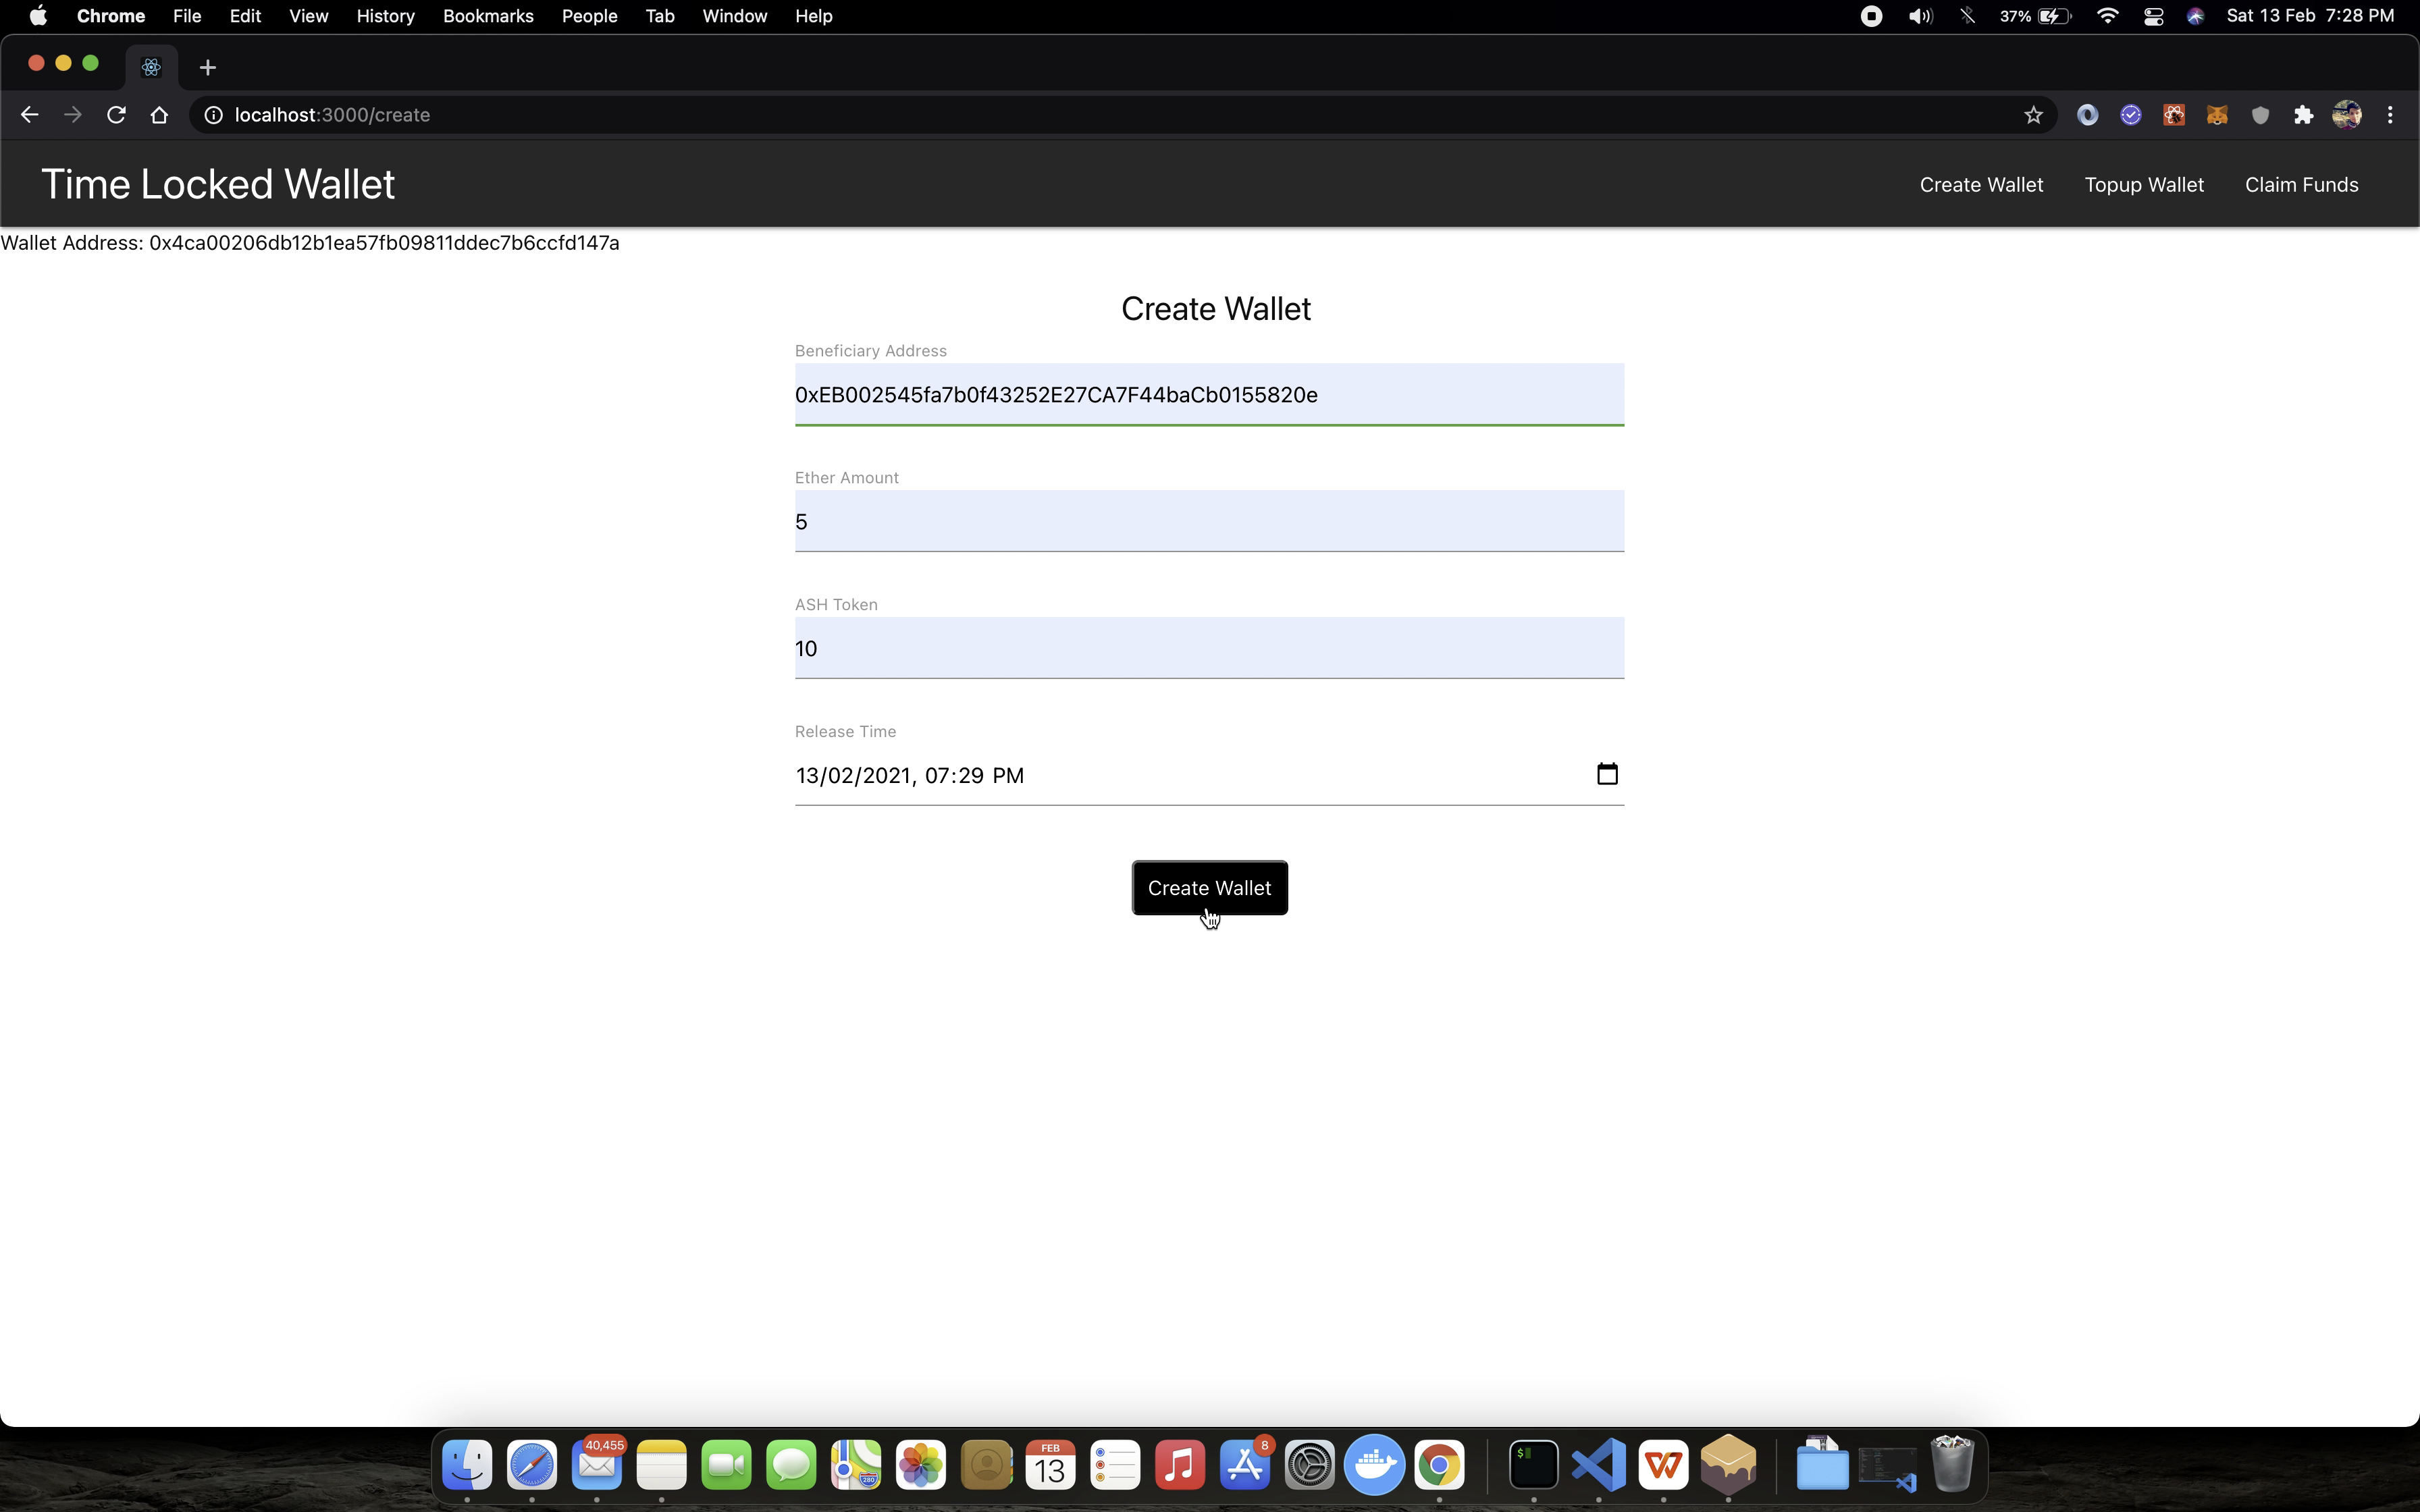 Chrome File Edit View History Bookmarks People Tab Window Help 37% Sat 13 Feb 7:28 PM
localhost:3000/create
Time Locked Wallet Create Wallet Topup Wallet Claim Funds
Wallet Address: 0x4ca00206db12b1ea57fb09811ddec7b6ccfd147a
Create Wallet
Beneficiary Address
0xEB002545fa7b0f43252E27CA7F44baCb0155820e
Ether Amount
5
ASH Token
10
Release Time
13/02/2021, 07:29 PM
Create Wallet
40,455
FEB
13
8
280
$